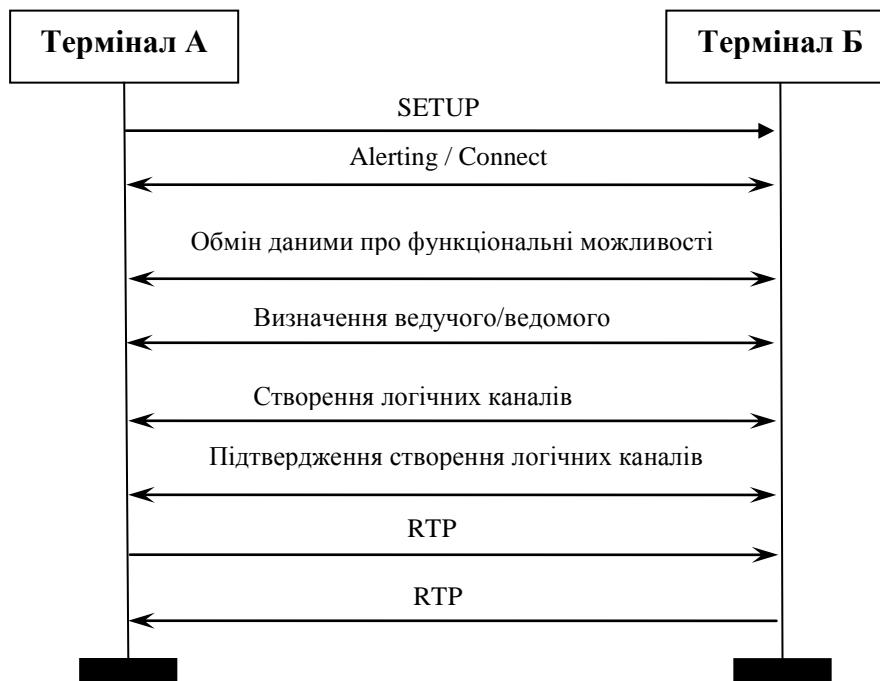 Термінал А
Термінал Б
SETUP
Alerting / Connect
Обмін даними про функціональні можливості
Визначення ведучого/ведомого
Створення логічних каналів
Підтвердження створення логічних каналів
RTP
RTP